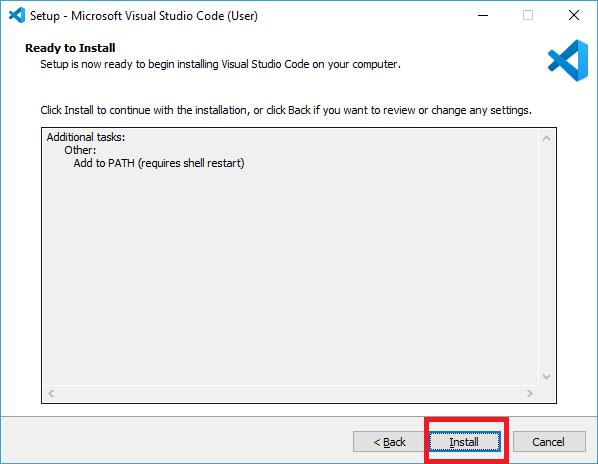 Setup - Microsoft Visual Studio Code (User)
Ready to Install
Setup is now ready to begin installing Visual Studio Code on your computer.
Click Install to continue with the installation, or click Back if you want to review or change any settings.
Additional tasks:
Other:
Add to PATH (requires shell restart)
< Back
Install
Cancel